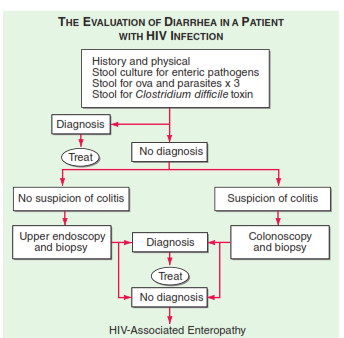 THE EVALUATION OF DIARRHEA IN A PATIENT
WITH HIV INFECTION
History and physical
Stool culture for enteric pathogens
Stool for ova and parasites x 3
Stool for Clostridium difficile toxin
Diagnosis
Treat
No diagnosis
No suspicion of colitis
Suspicion of colitis
Upper endoscopy
and biopsy
Diagnosis
Colonoscopy
and biopsy
Treat
No diagnosis
HIV-Associated Enteropathy